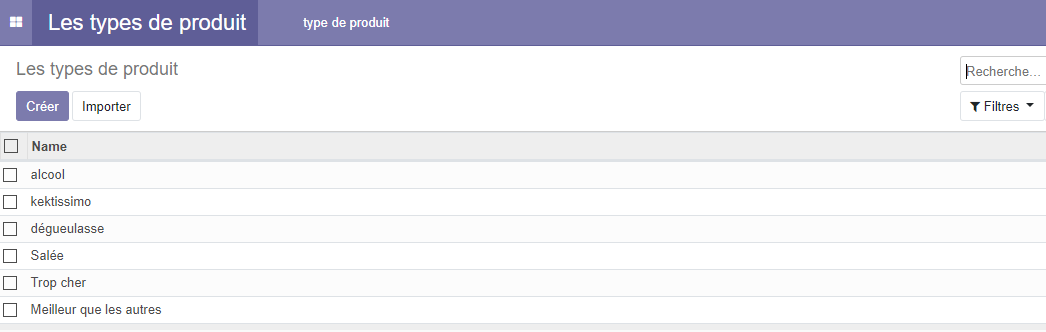 Les types de produit type de produit
Les types de produit
Recherche...
Créer Importer
Filtres
Name
alcool
kektissimo
dégueulasse
Salée
Trop cher
Meilleur que les autres